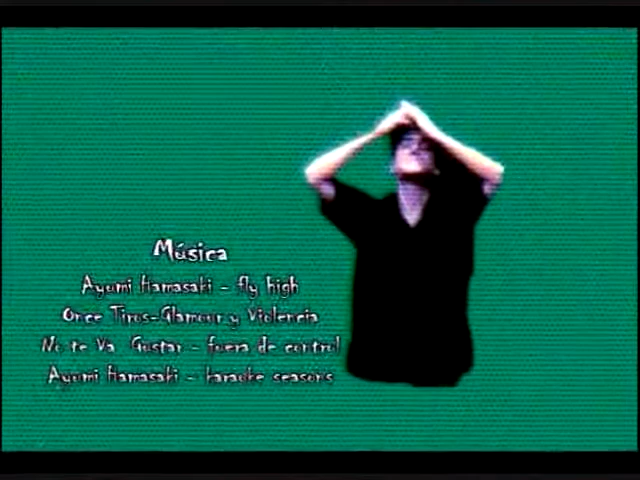 Música
Ayumi Hamasaki - fly high
Once Tiros-Glamour y Violencia
No te Va Gustar - fuera de control
Ayumi Hamasaki - karaoke seasons